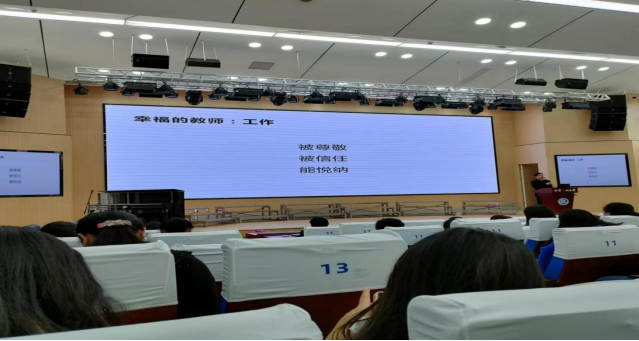 幸福的教师：工作
被尊敬
被信任
能悦纳
13
11